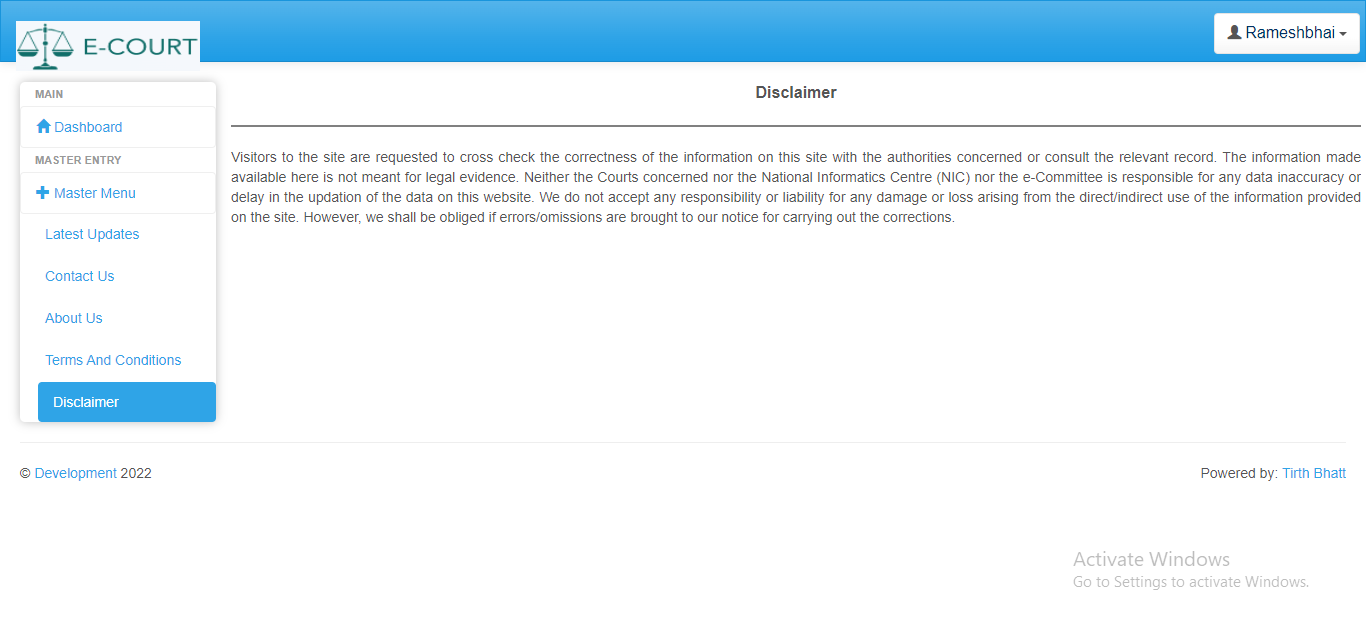 E-COURT
Rameshbhai
MAIN
Dashboard
MASTER ENTRY
Master Menu
Latest Updates
Contact Us
About Us
Terms And Conditions
Disclaimer
Disclaimer
Visitors to the site are requested to cross check the correctness of the information on this site with the authorities concerned or consult the relevant record. The information made
available here is not meant for legal evidence. Neither the Courts concerned nor the National Informatics Centre (NIC) nor the e-Committee is responsible for any data inaccuracy or
delay in the updation of the data on this website. We do not accept any responsibility or liability for any damage or loss arising from the direct/indirect use of the information provided
on the site. However, we shall be obliged if errors/omissions are brought to our notice for carrying out the corrections.
© Development 2022
Powered by: Tirth Bhatt
Activate Windows
Go to Settings to activate Windows.